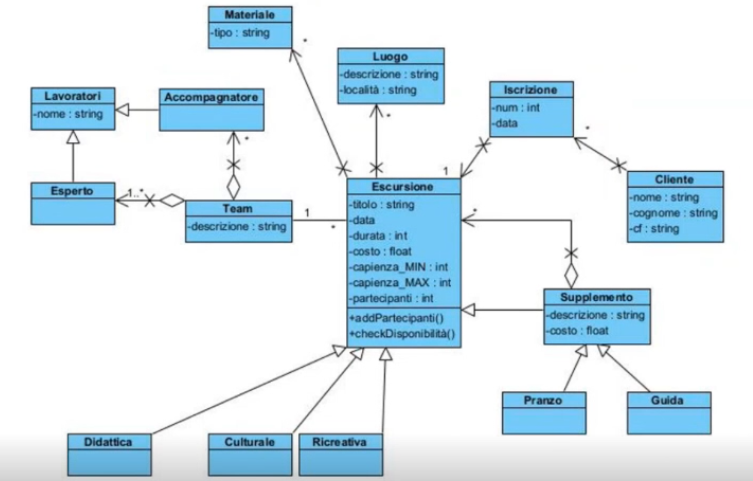 Materiale
-tipo : string
*
Luogo
-descrizione : string
-località : string
*
Iscrizione
-num : int
-data
*
1
Lavoratori
-nome : string
Accompagnatore
*
Cliente
-nome : string
-cognome : string
-cf : string
Esperto
1..*
Team
-descrizione : string
1
*
Escursione
-titolo : string
-data
-durata : int
-costo : float
-capienza_MIN : int
-capienza_MAX : int
-partecipanti : int
+addPartecipanti()
+checkDisponibilità()
*
Supplemento
-descrizione : string
-costo : float
Pranzo
Guida
Didattica
Culturale
Ricreativa